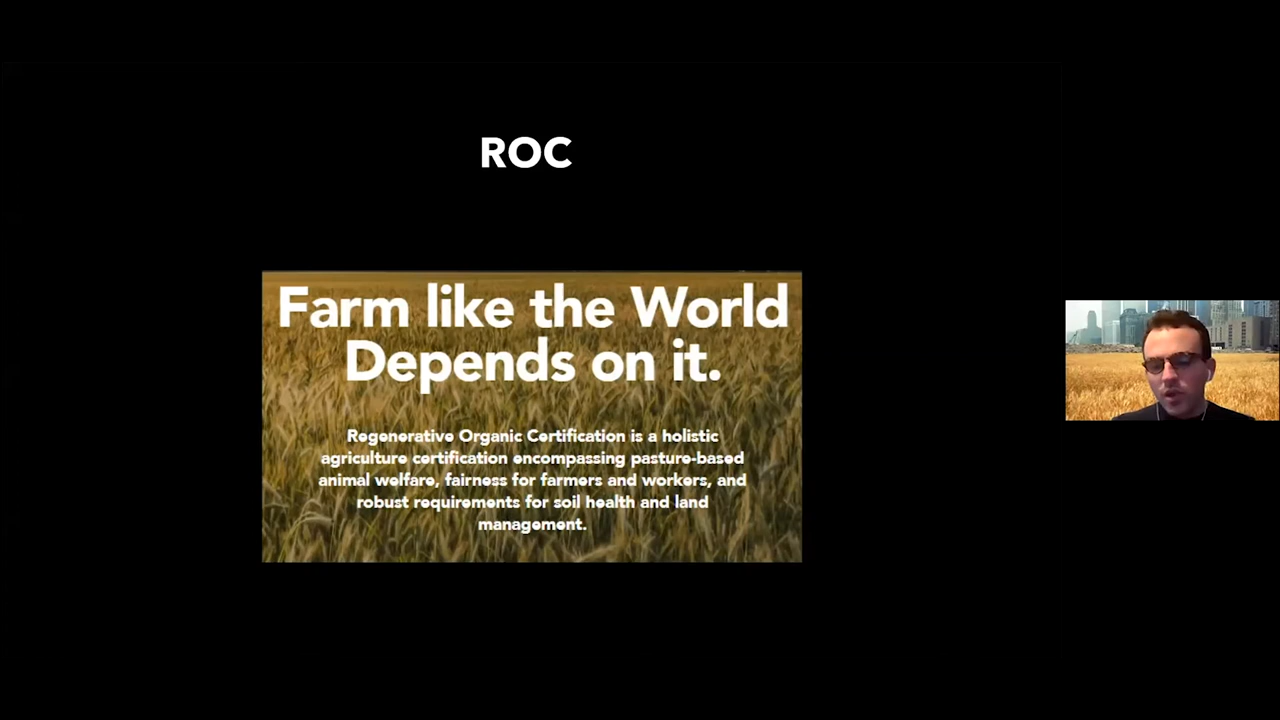 ROC
Farm like the World
Depends on it.
Regenerative Organic Certification is a holistic
agriculture certification encompassing pasture-based
animal welfare, fairness for farmers and workers, and
robust requirements for soil health and land
management.